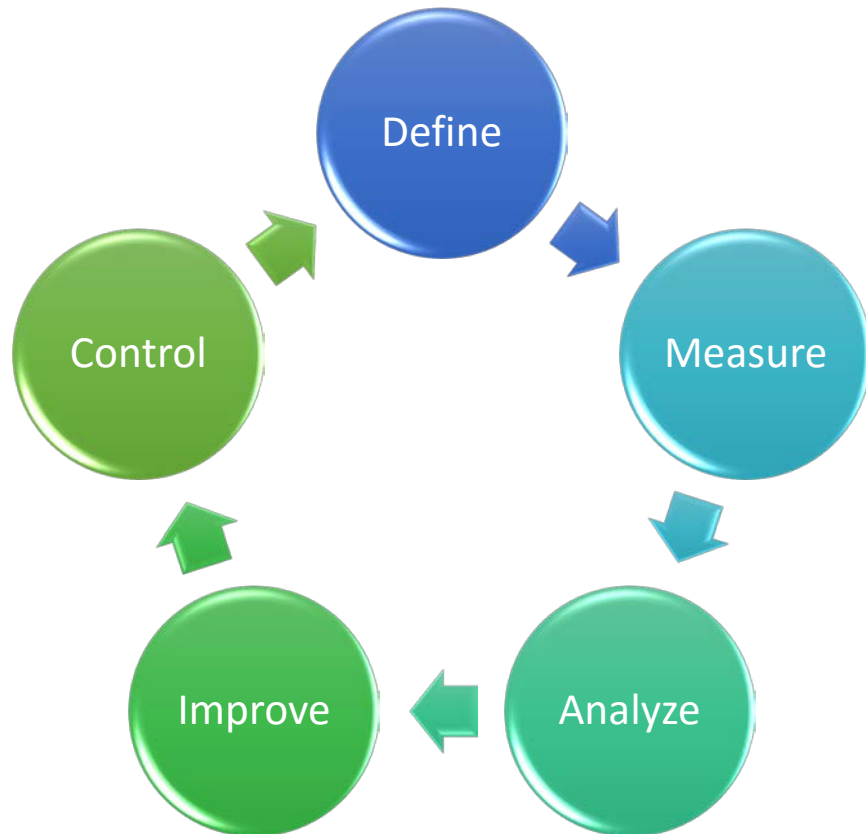 Define
Measure
Analyze
Improve
Control